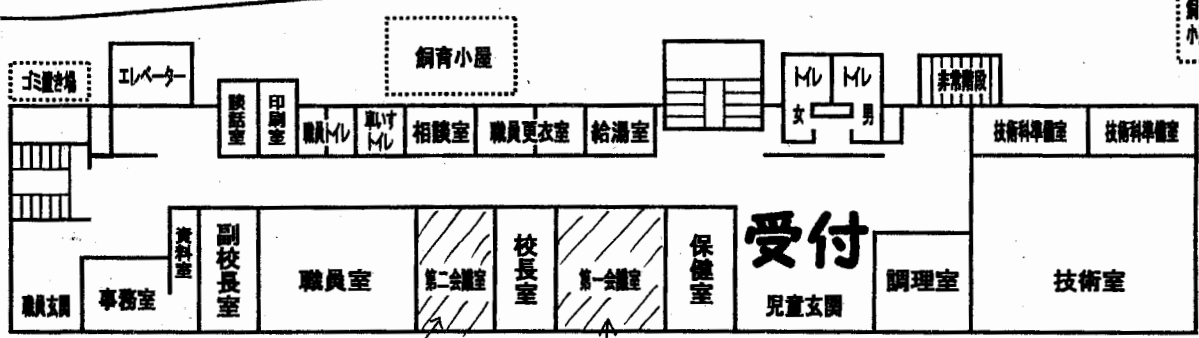 飼育小屋
飼
小
ゴミ置き場
エレベーター
談話室
印刷室
職員トイレ
車いす
トイレ
相談室
職員更衣室
給湯室
トイレ
女
トイレ
男
非常階段
技術科準備室
技術科準備室
資料室
副校長室
職員室
第二会議室
校長室
第一会議室
保健室
受付
調理室
技術室
職員玄関
事務室
児童玄関